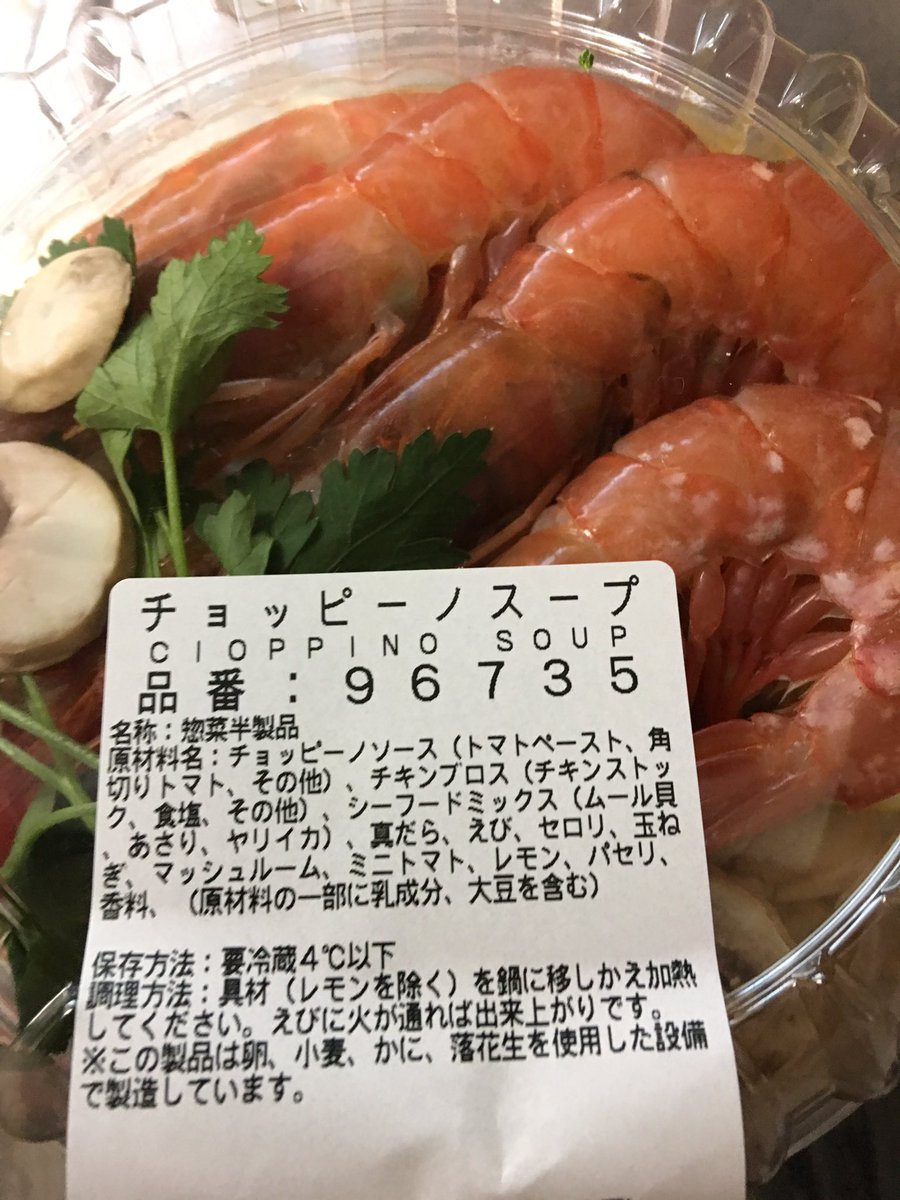 チョッピーノスープ
CIOPPINO SOUP
品番:96735
名称:惣菜半製品
原材料名:チョッピーノソース(トマトペースト、角
切りトマト、その他)、チキンブロス(チキンストッ
ク、食塩、その他)、シーフードミックス(ムール貝
、あさり、ヤリイカ)、真だら、えび、セロリ、玉ね
ぎ、マッシュルーム、ミニトマト、レモン、パセリ、
香料、(原材料の一部に乳成分、大豆を含む)
保存方法:要冷蔵4℃以下
調理方法:具材(レモンを除く)を鍋に移しかえ加熱
してください。えびに火が通れば出来上がりです。
※この製品は卵、小麦、かに、落花生を使用した設備
で製造しています。